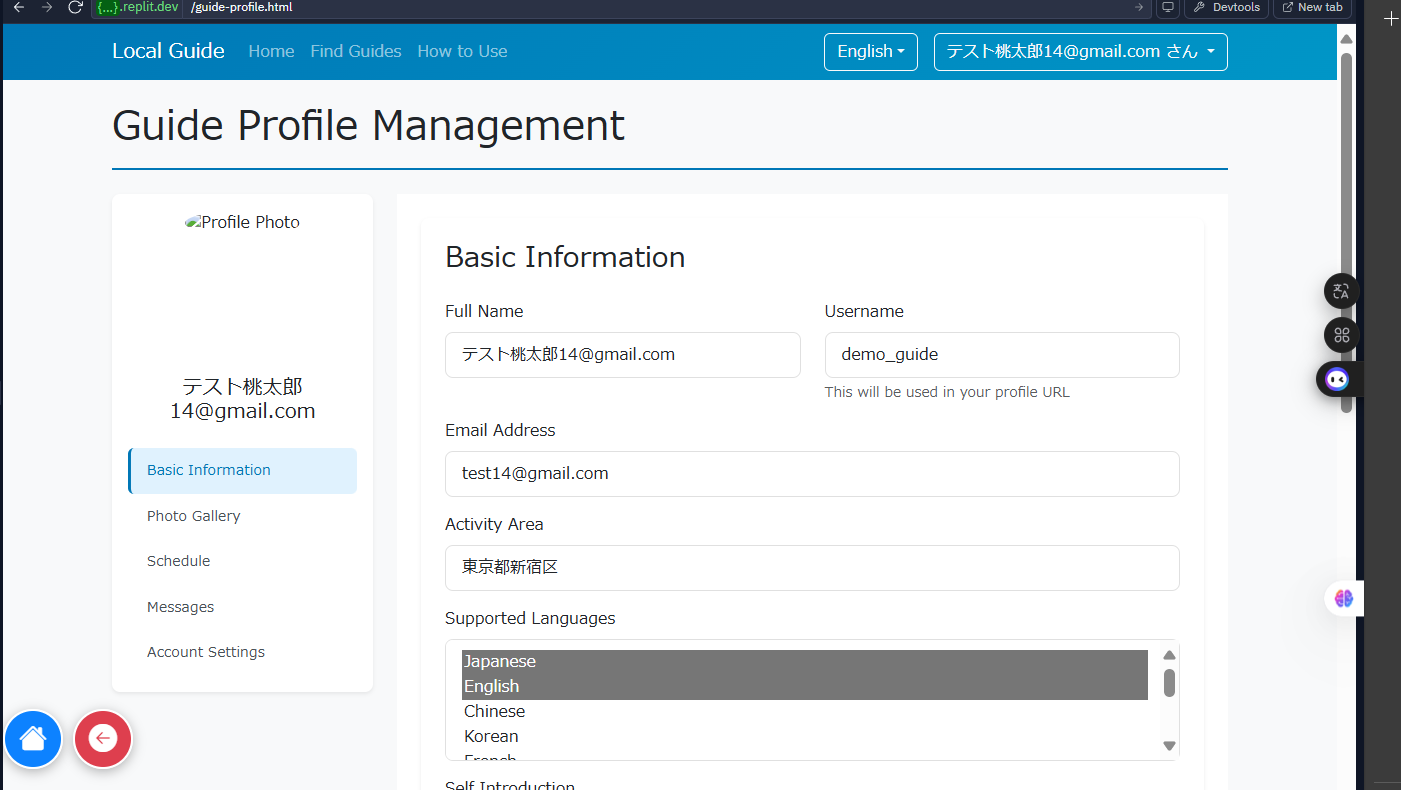 {...}.replit.dev /guide-profile.html
Devtools
New tab
Local Guide
Home
Find Guides
How to Use
English
テスト桃太郎14@gmail.com さん
Guide Profile Management
Profile Photo
テスト桃太郎
14@gmail.com
Basic Information
Photo Gallery
Schedule
Messages
Account Settings
Basic Information
Full Name
テスト桃太郎14@gmail.com
Username
demo_guide
This will be used in your profile URL
Email Address
test14@gmail.com
Activity Area
東京都新宿区
Supported Languages
Japanese
English
Chinese
Korean
French
Self Introduction